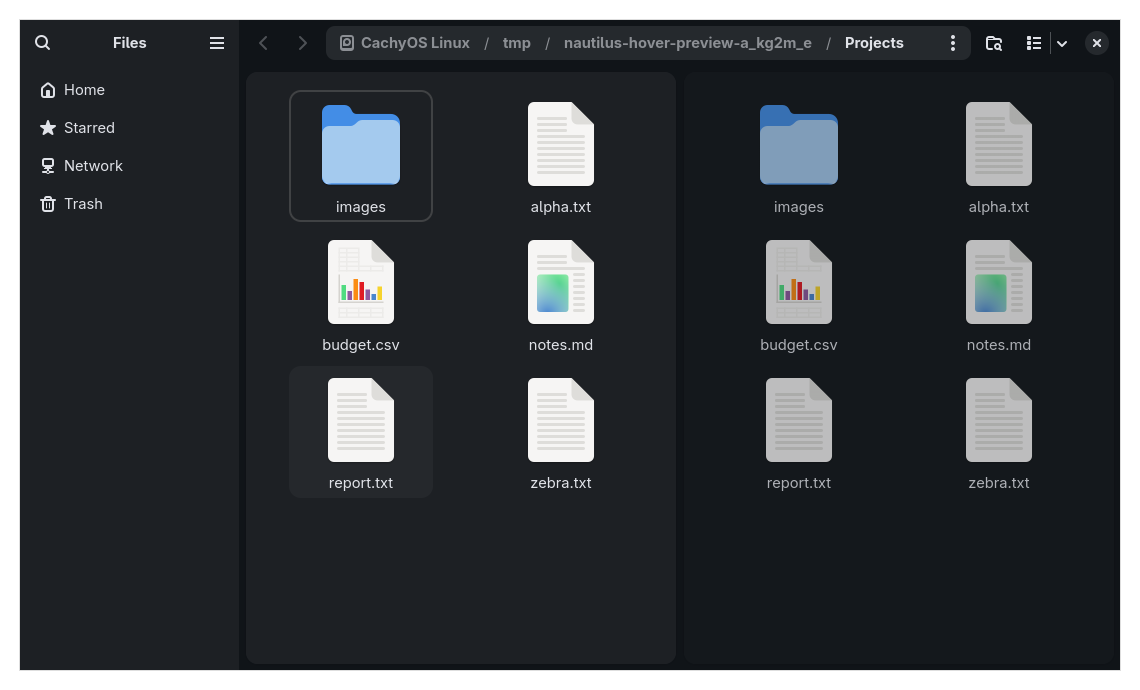 Files
CachyOS Linux / tmp / nautilus-hover-preview-a_kg2m_e / Projects
Home
Starred
Network
Trash
images alpha.txt
budget.csv notes.md
report.txt zebra.txt
images alpha.txt
budget.csv notes.md
report.txt zebra.txt